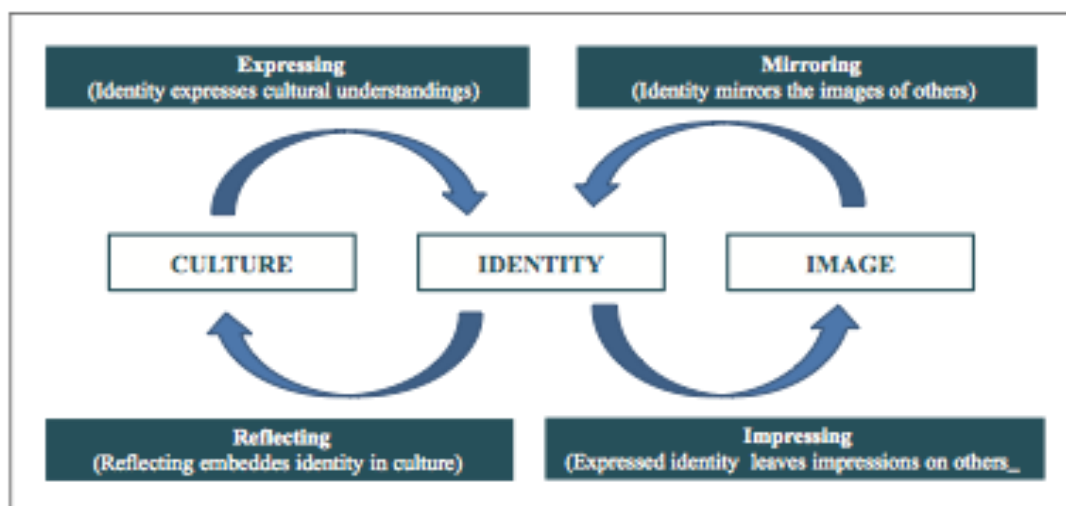 Expressing
(Identity expresses cultural understandings)
Mirroring
(Identity mirrors the images of others)
CULTURE
IDENTITY
IMAGE
Reflecting
(Reflecting embeddes identity in culture)
Impressing
(Expressed identity leaves impressions on others_